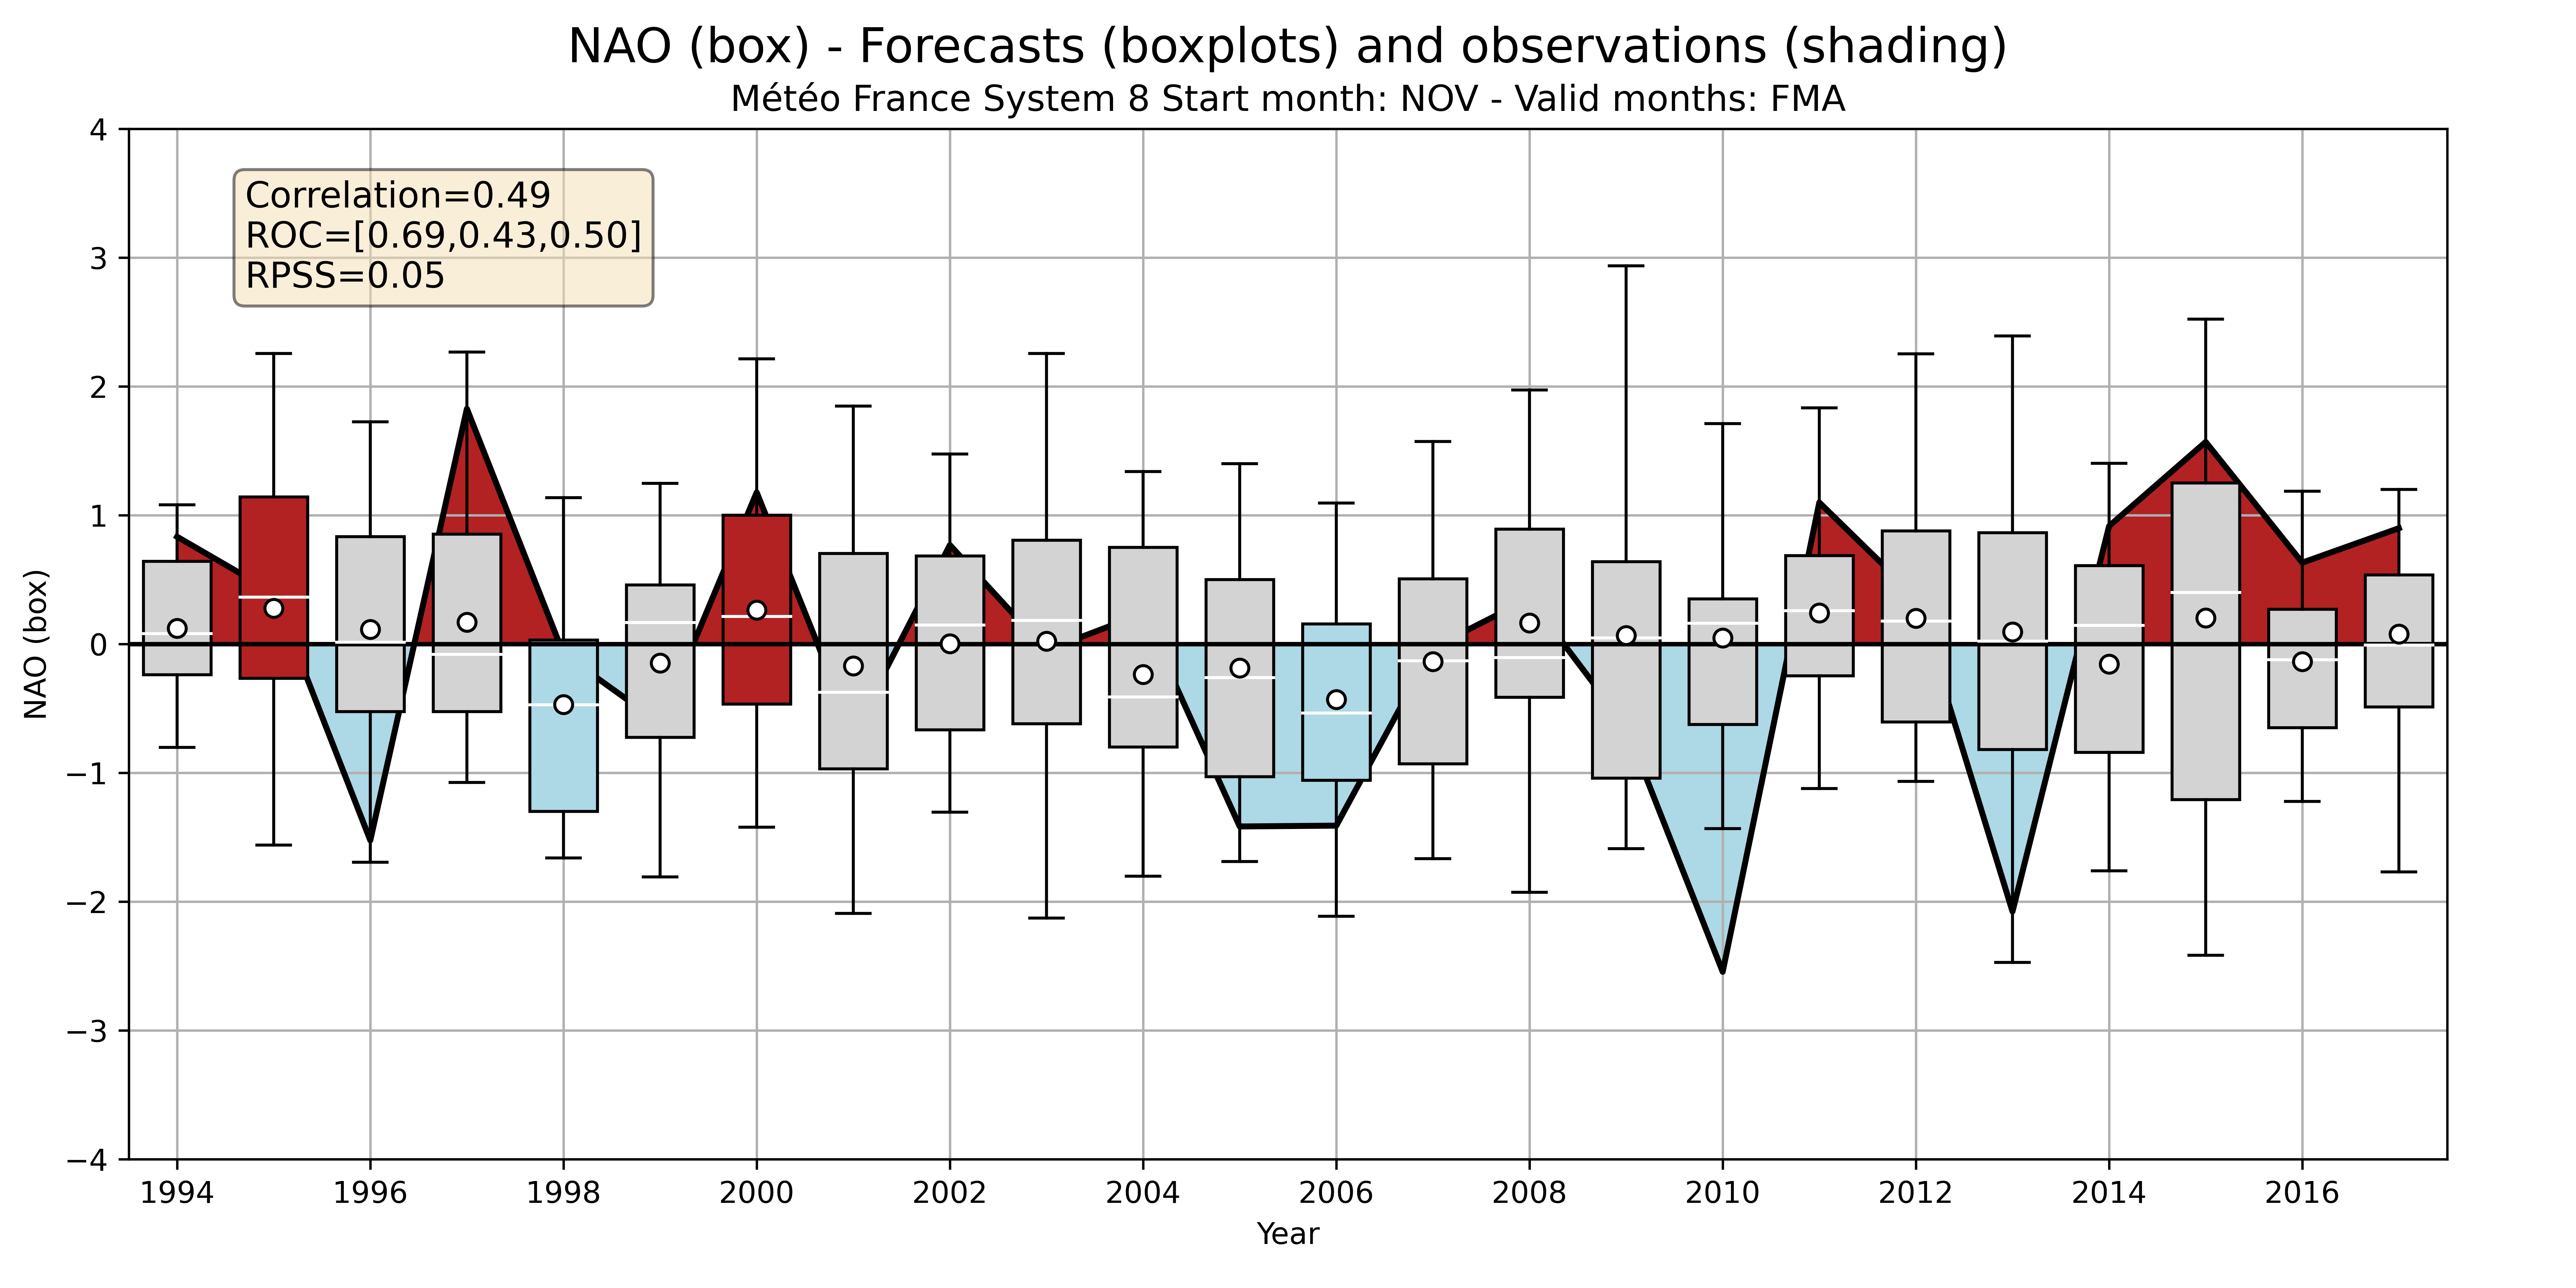 NAO (box) - Forecasts (boxplots) and observations (shading)
Météo France System 8 Start month: NOV - Valid months: FMA
Correlation=0.49
ROC=[0.69,0.43,0.50]
RPSS=0.05
NAO (box)
4
3
2
1
0
−1
−2
−3
−4
1994 1996 1998 2000 2002 2004 2006 2008 2010 2012 2014 2016
Year